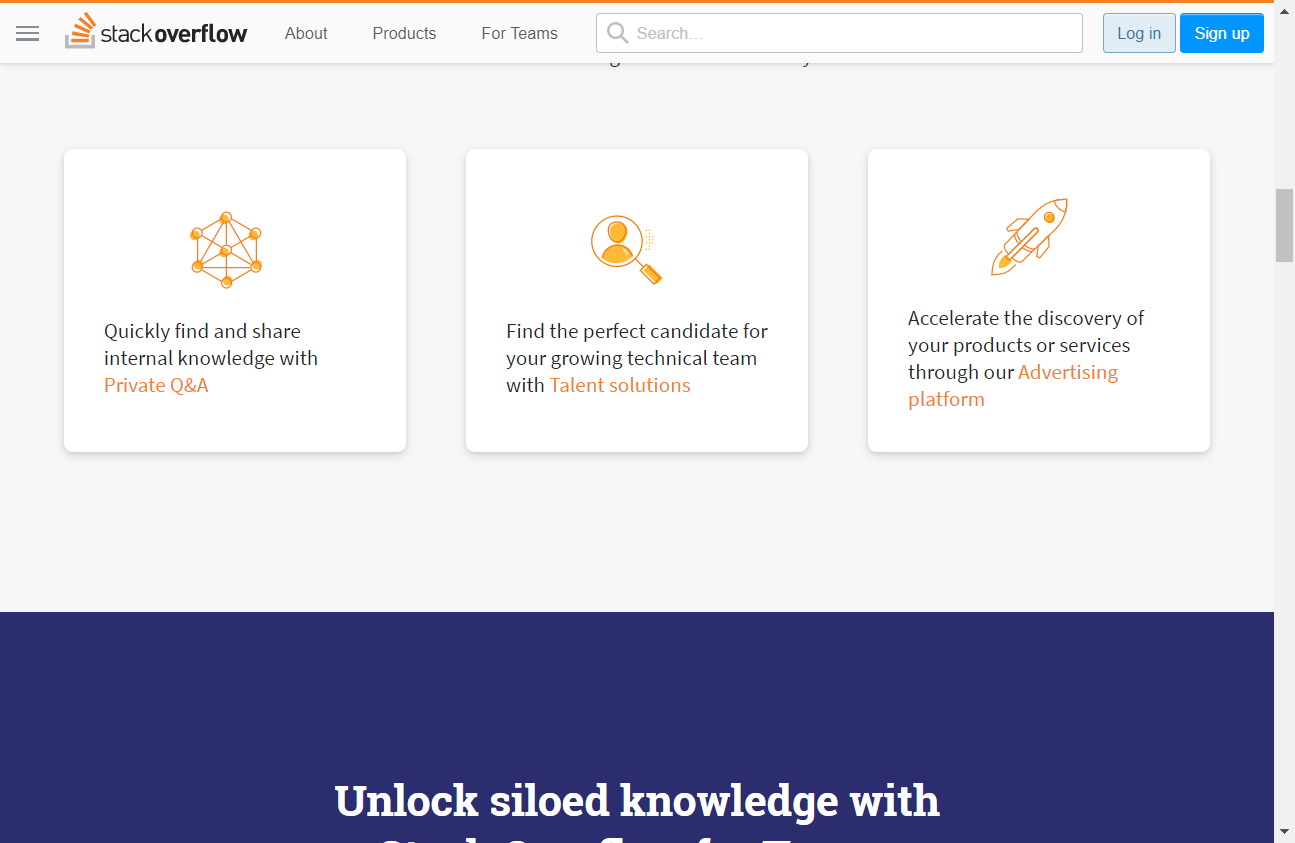 stackoverflow
About
Products
For Teams
Search…
Log in
Sign up
Quickly find and share
internal knowledge with
Private Q&A
Find the perfect candidate for
your growing technical team
with Talent solutions
Accelerate the discovery of
your products or services
through our Advertising
platform
Unlock siloed knowledge with